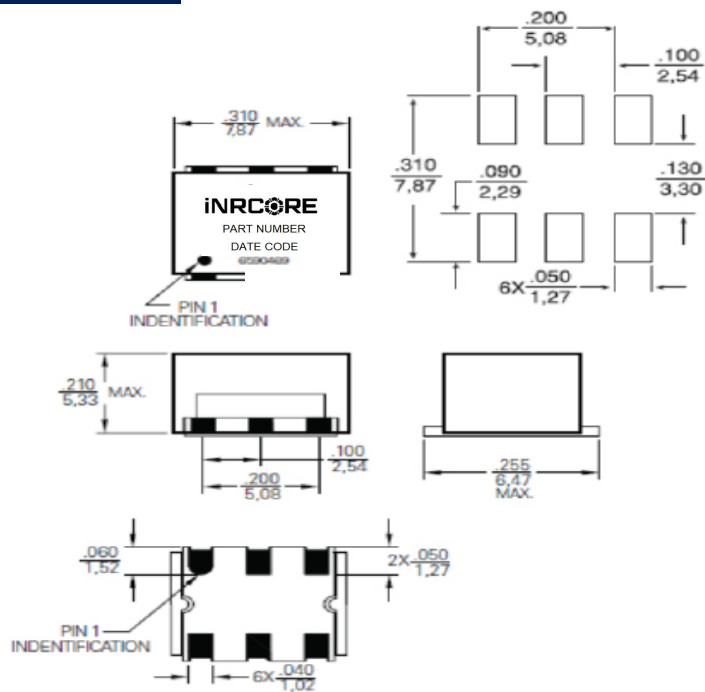 .200
5,08
.100
2,54
.310
7,87 MAX.
.310
7,87
.090
2,29
.130
3,30
iNRCORE
PART NUMBER
DATE CODE
6590469
6X .050
1,27
PIN 1
INDENTIFICATION
.210
5,33 MAX.
.100
2,54
.200
5,08
.255
6,47
MAX.
.060
1,52
2X .050
1,27
PIN 1
INDENTIFICATION
6X .040
1,02